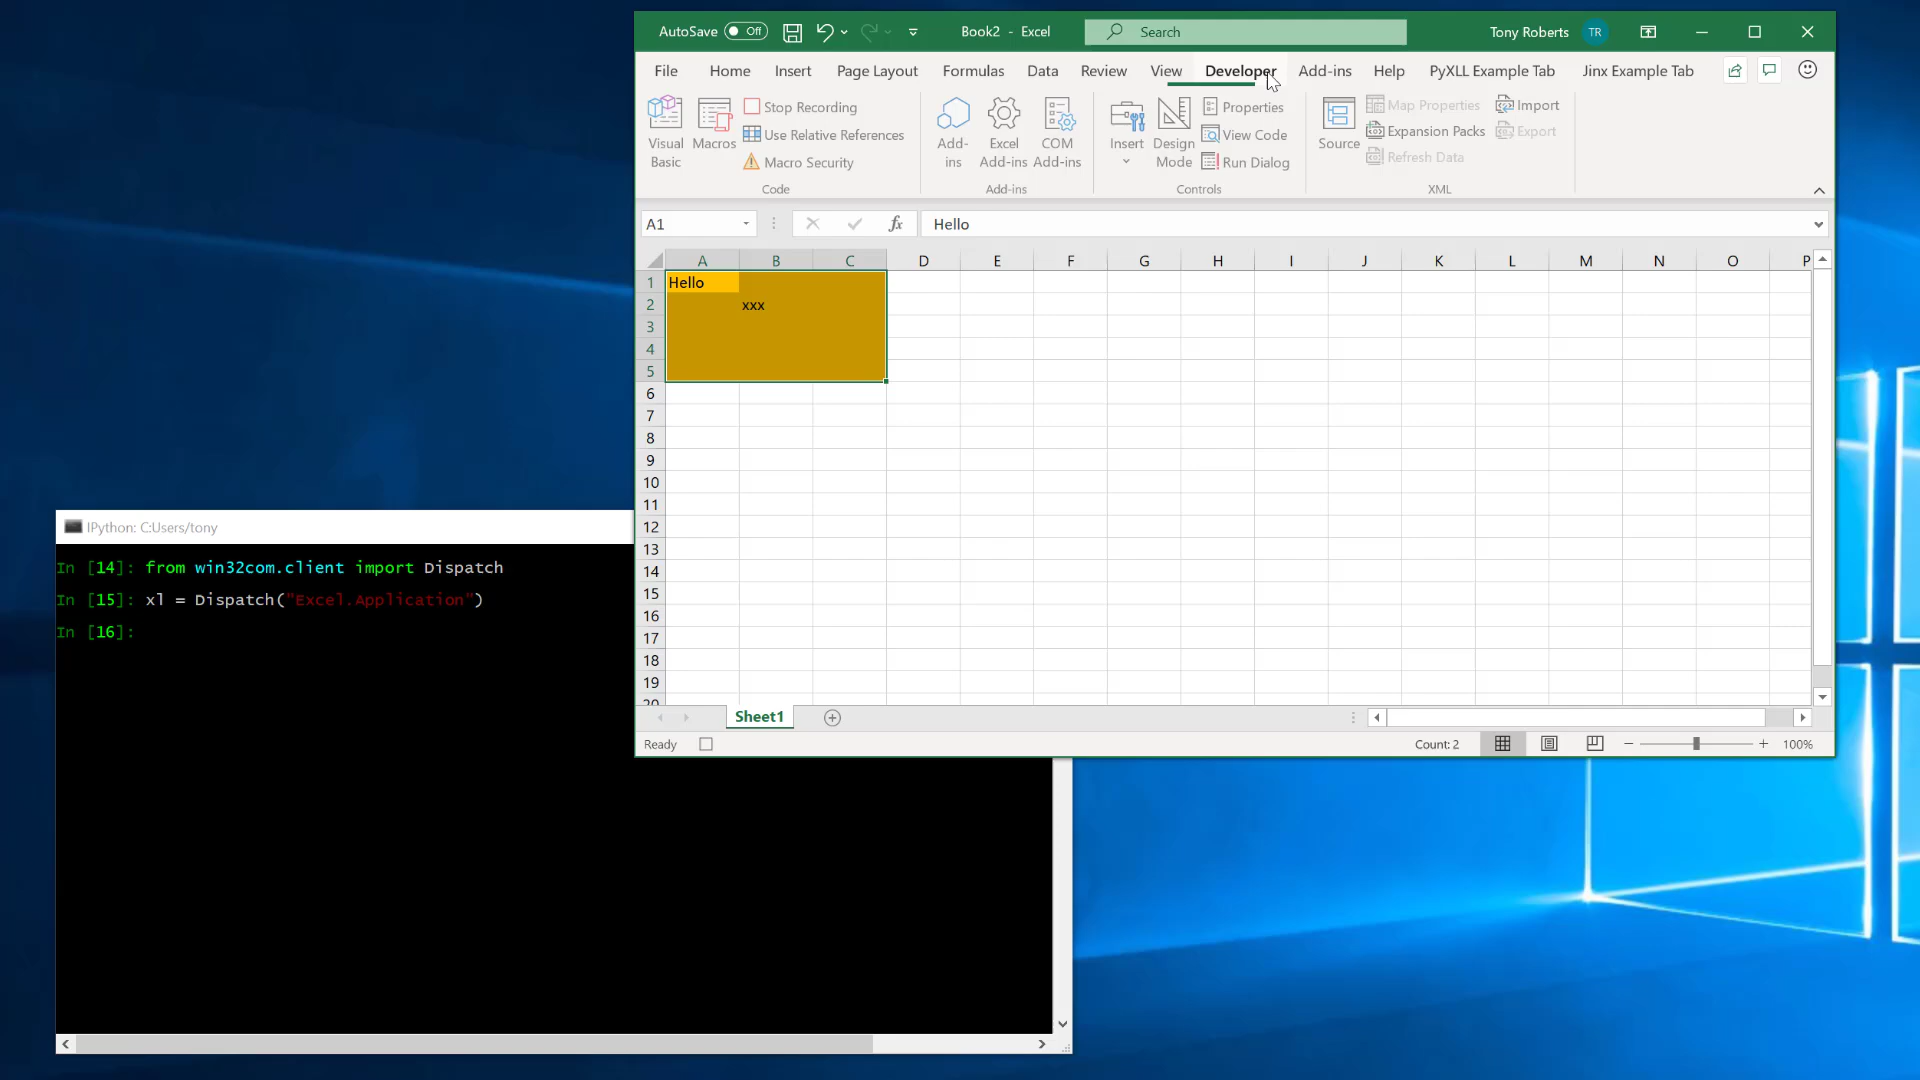 AutoSave Off Book2 - Excel Search Tony Roberts TR
File Home Insert Page Layout Formulas Data Review View Developer Add-ins Help PyXLL Example Tab Jinx Example Tab
Visual Basic
Macros
Stop Recording
Use Relative References
Macro Security
Code
Add-ins
Excel Add-ins
COM Add-ins
Add-ins
Insert
Design Mode
Properties
View Code
Run Dialog
Controls
Source
Map Properties
Expansion Packs
Refresh Data
Import
Export
XML
A1 fx Hello
A B C D E F G H I J K L M N O P
1 Hello
2 xxx
3
4
5
6
7
8
9
10
11
12
13
14
15
16
17
18
19
20
Sheet1
Ready Count: 2 100%
IPython: C:Users/tony
In [14]: from win32com.client import Dispatch
In [15]: xl = Dispatch("Excel.Application")
In [16]: